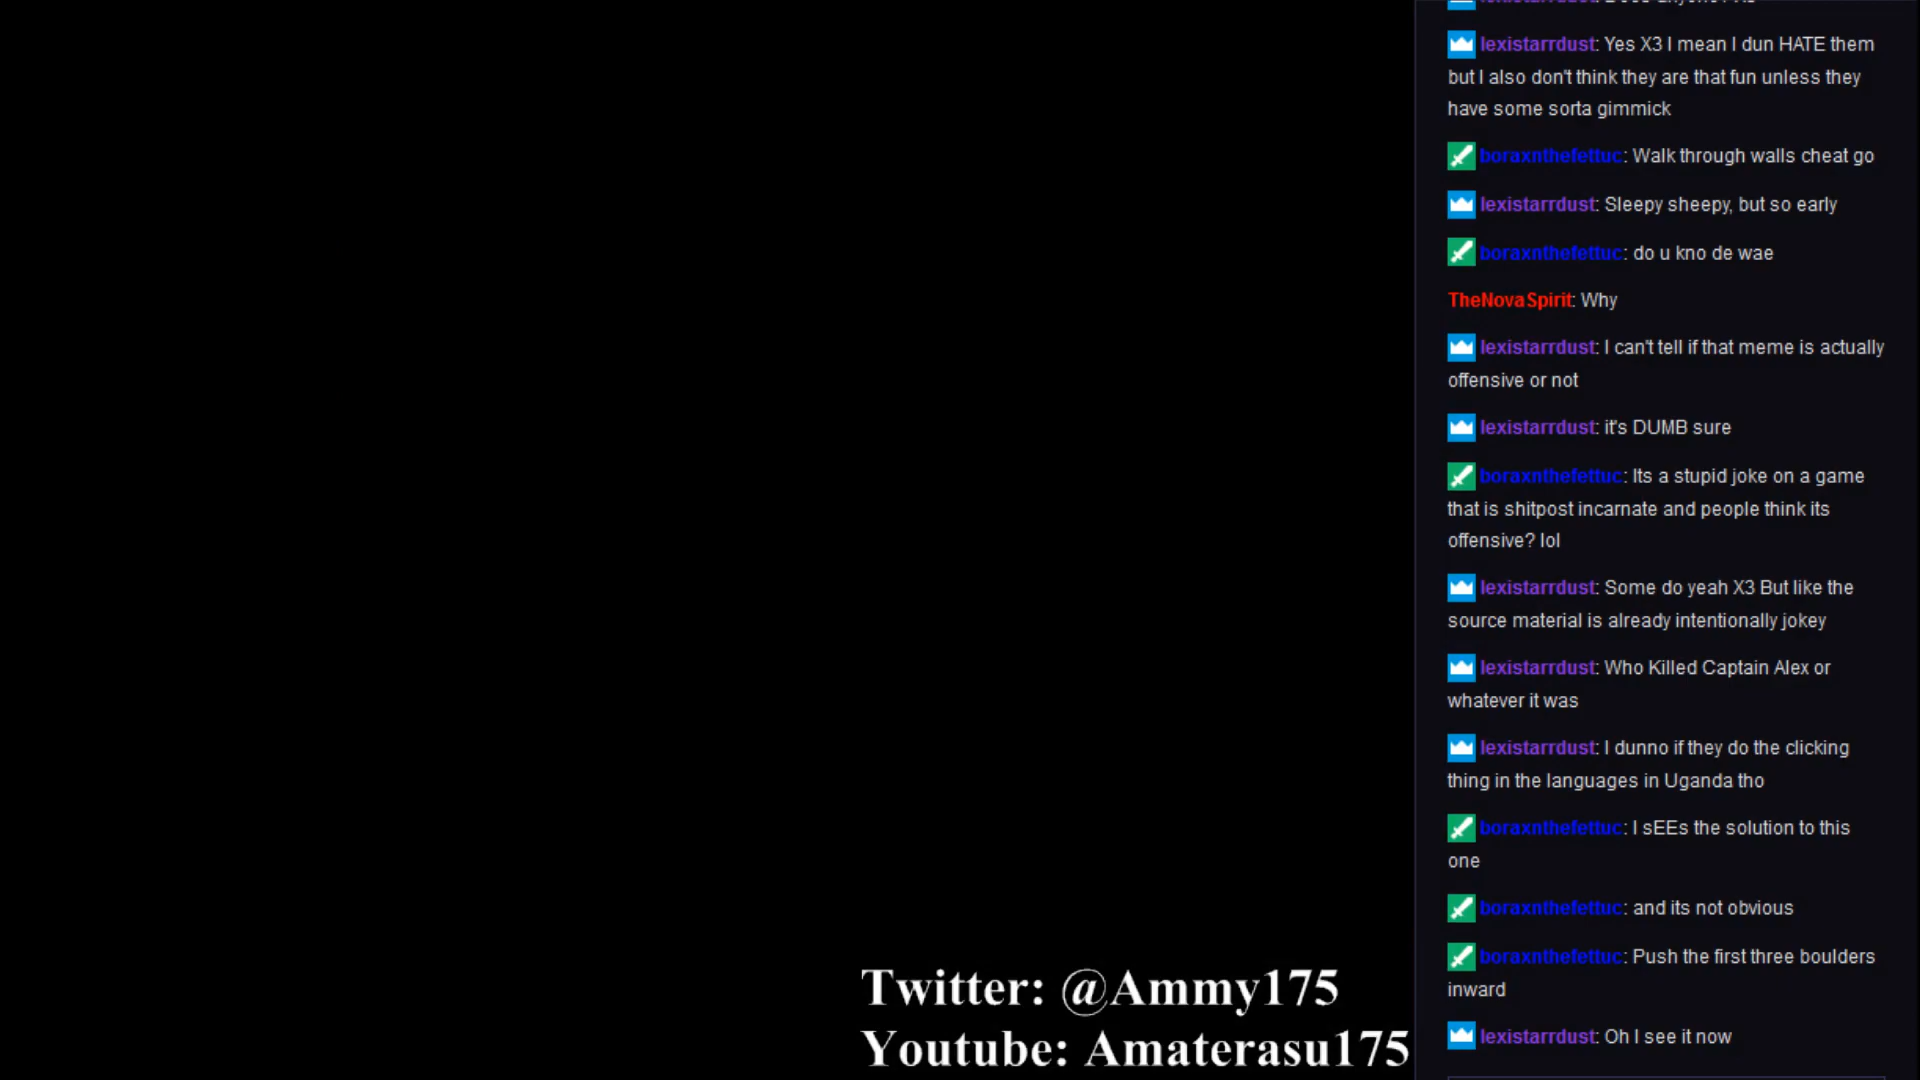 lexistarrdust: Yes X3 I mean I dun HATE them
but I also don't think they are that fun unless they
have some sorta gimmick
boraxnthefettuc: Walk through walls cheat go
lexistarrdust: Sleepy sheepy, but so early
boraxnthefettuc: do u kno de wae
TheNovaSpirit: Why
lexistarrdust: I can't tell if that meme is actually
offensive or not
lexistarrdust: it's DUMB sure
boraxnthefettuc: Its a stupid joke on a game
that is shitpost incarnate and people think its
offensive? lol
lexistarrdust: Some do yeah X3 But like the
source material is already intentionally jokey
lexistarrdust: Who Killed Captain Alex or
whatever it was
lexistarrdust: I dunno if they do the clicking
thing in the languages in Uganda tho
boraxnthefettuc: I sEEs the solution to this
one
boraxnthefettuc: and its not obvious
boraxnthefettuc: Push the first three boulders
inward
lexistarrdust: Oh I see it now
Twitter: @Ammy175
Youtube: Amaterasu175